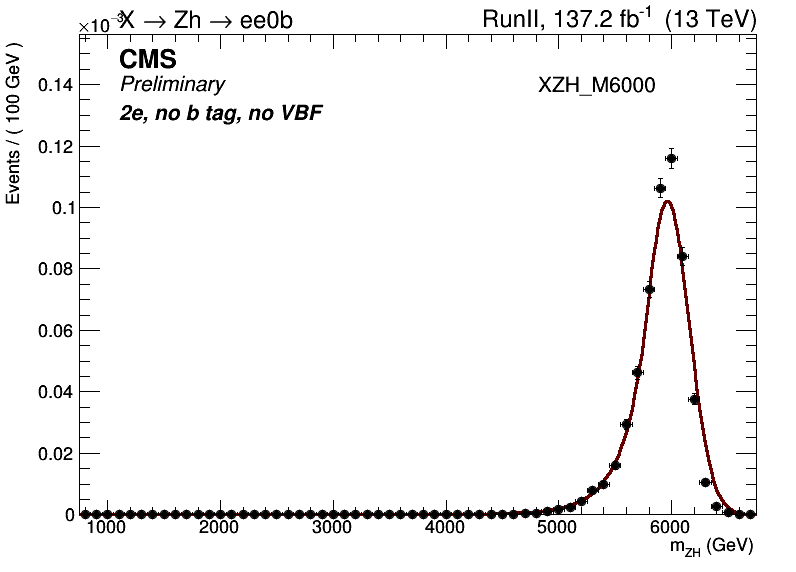 ×10⁻³X → Zh → ee0b
RunII, 137.2 fb⁻¹ (13 TeV)
CMS
Preliminary
2e, no b tag, no VBF
XZH_M6000
Events / ( 100 GeV )
0.14
0.12
0.1
0.08
0.06
0.04
0.02
0
1000 2000 3000 4000 5000 6000
m_ZH (GeV)